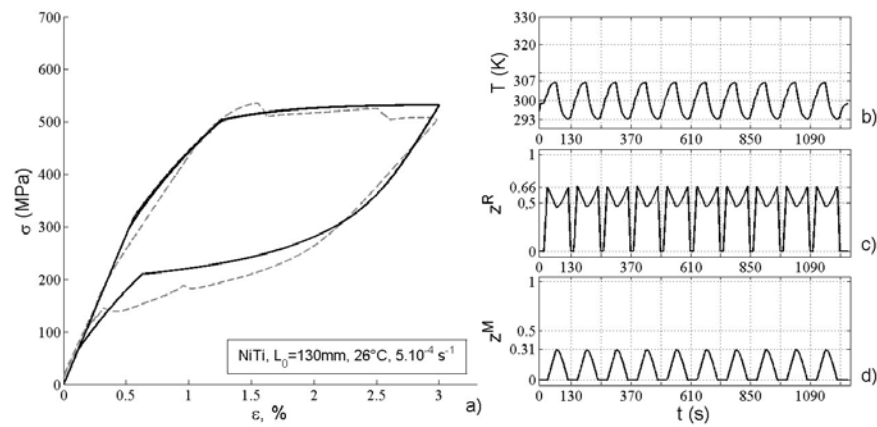 700
600
500
400
300
200
100
0
σ (MPa)
0 0.5 1 1.5 2 2.5 3
ε, %
NiTi, L0=130mm, 26°C, 5.10-4 s-1
a)
T (K)
330
307
300
293
0 130 370 610 850 1090
b)
zR
1
0.66
0,5
0
0 130 370 610 850 1090
c)
zM
1
0.5
0.31
0
0 130 370 610 850 1090
t (s)
d)